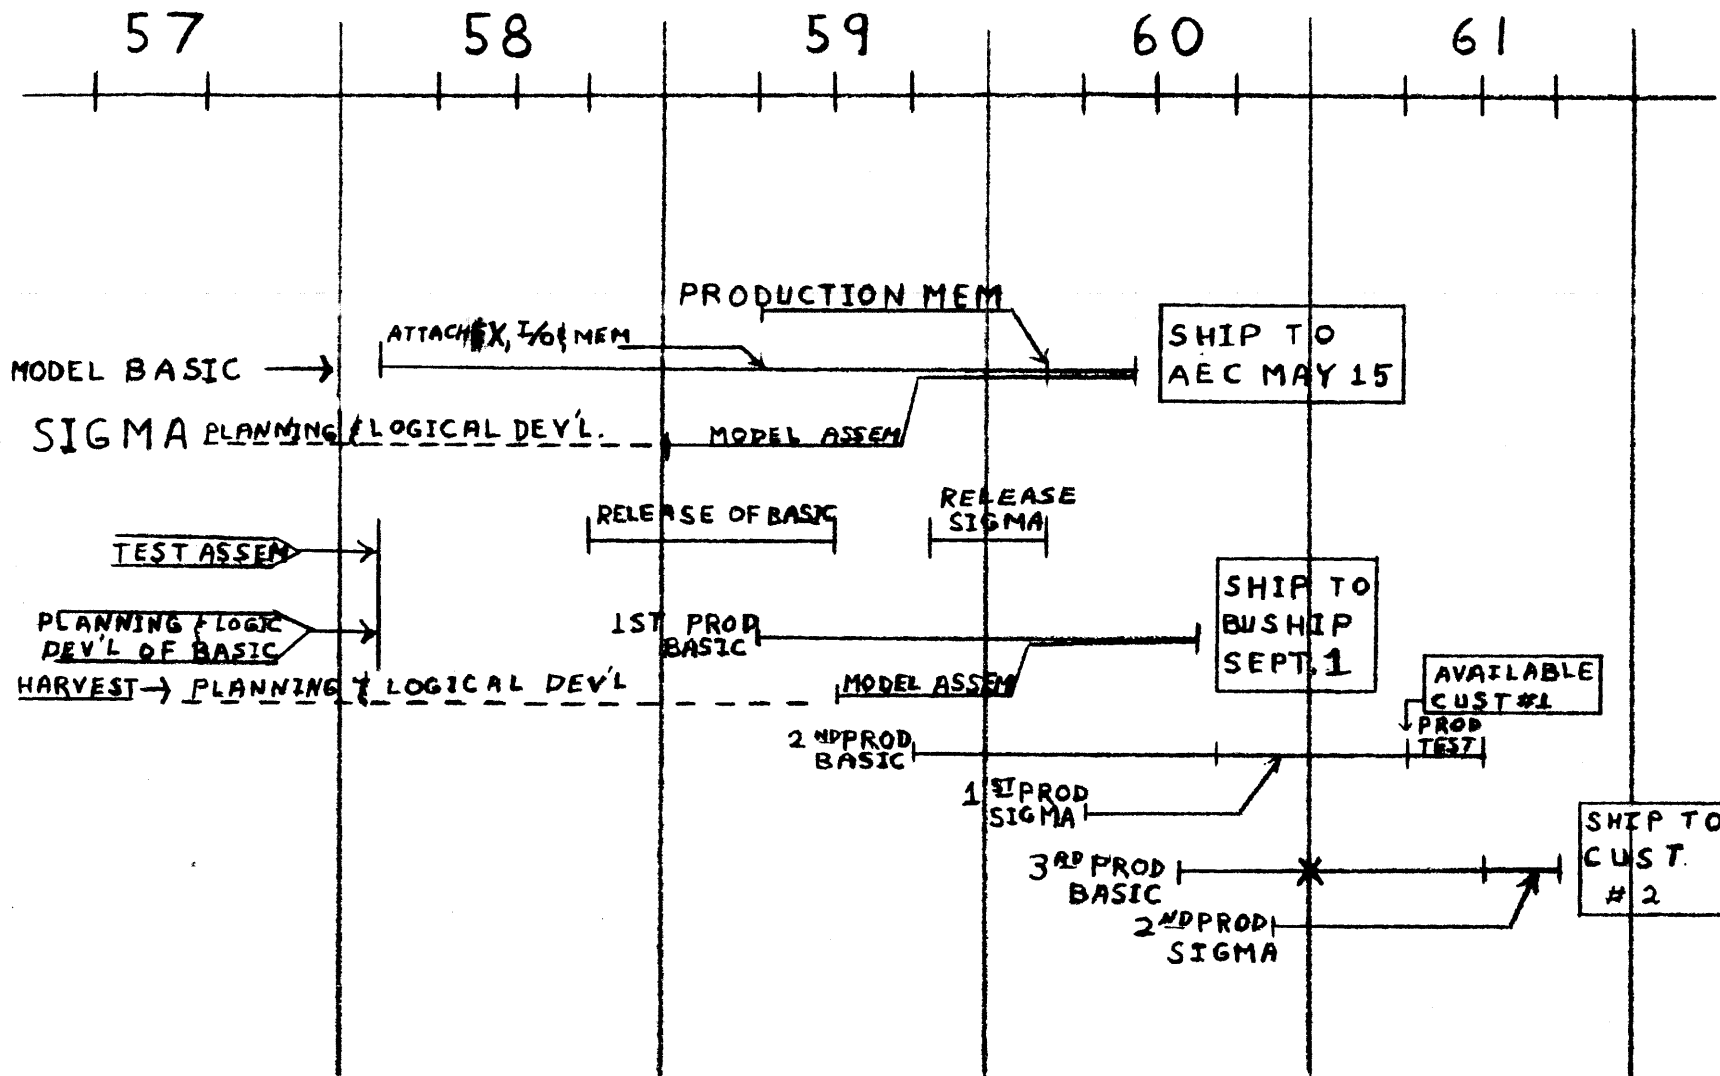 57 58 59 60 61
PRODUCTION MEM
ATTACH EX, I/O & MEM
SHIP TO
AEC MAY 15
MODEL BASIC
SIGMA PLANNING & LOGICAL DEV'L.
MODEL ASSEM
RELEASE OF BASIC
RELEASE
SIGMA
TEST ASSEM
SHIP TO
BUSHIP
SEPT. 1
PLANNING & LOGIC
DEV'L OF BASIC
1ST PROD
BASIC
HARVEST → PLANNING & LOGICAL DEV'L
MODEL ASSEM
AVAILABLE
CUST #1
PROD
TEST
2ND PROD
BASIC
1ST PROD
SIGMA
SHIP TO
CUST.
#2
3RD PROD
BASIC
2ND PROD
SIGMA